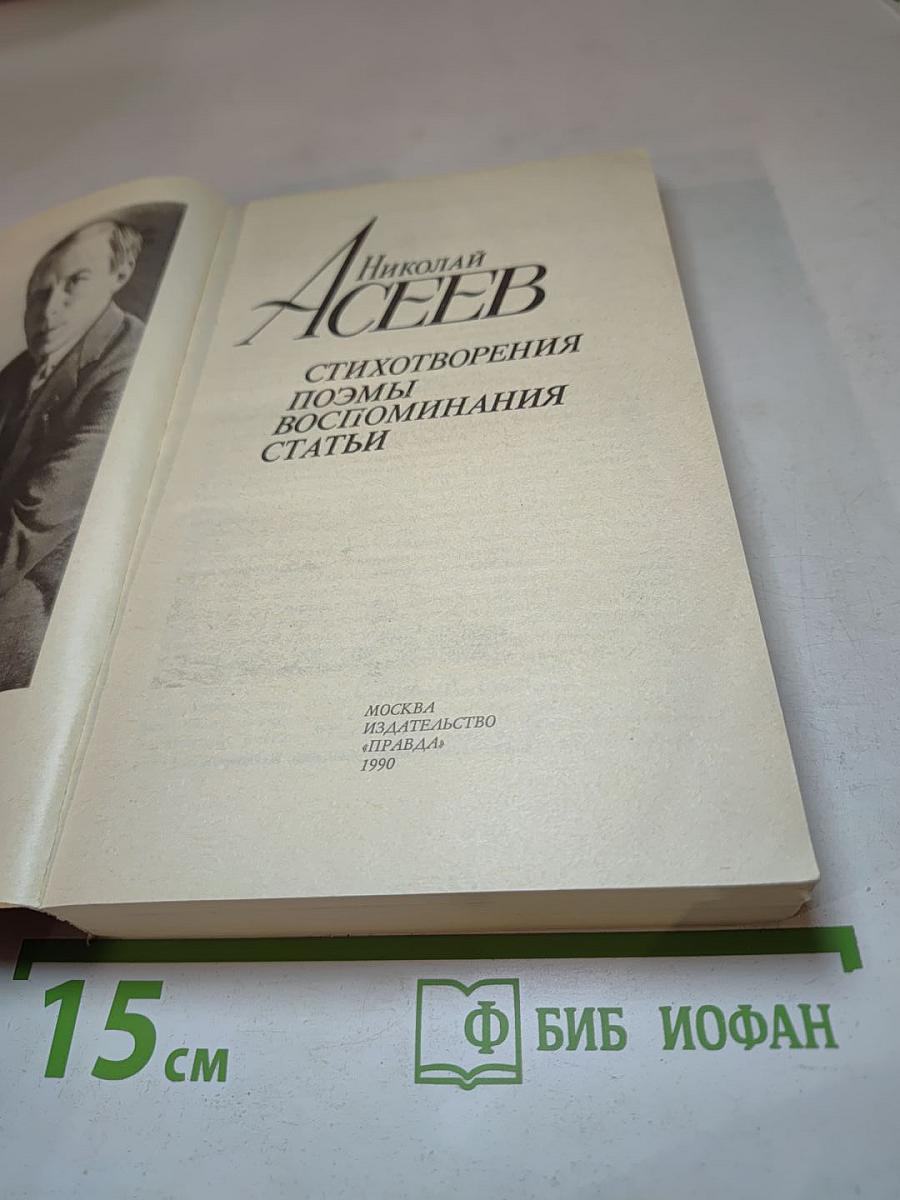 Николай
Асеев
СТИХОТВОРЕНИЯ
ПОЭМЫ
ВОСПОМИНАНИЯ
СТАТЬИ
МОСКВА
ИЗДАТЕЛЬСТВО
«ПРАВДА»
1990
15 см
Ф БИБ ИОФАН